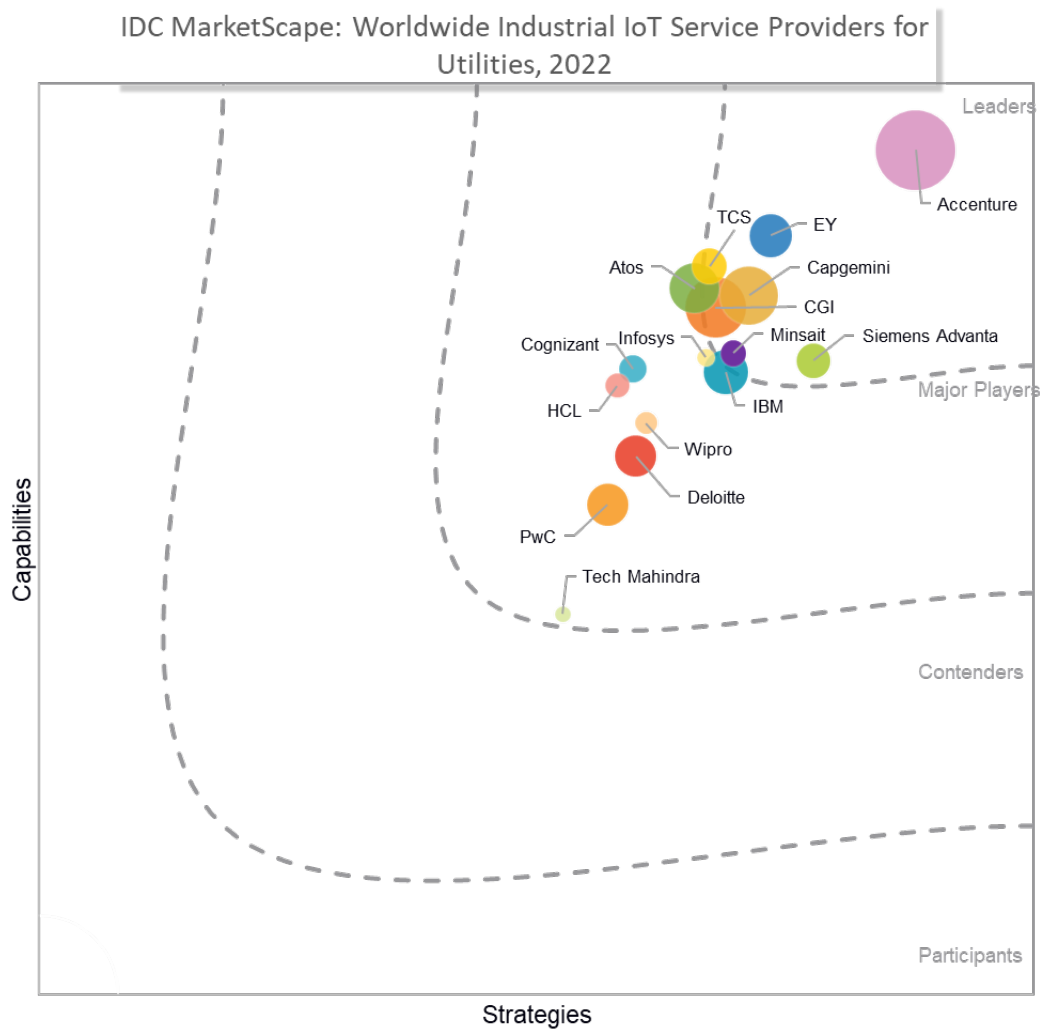 IDC MarketScape: Worldwide Industrial IoT Service Providers for
Utilities, 2022
Leaders
Accenture
TCS
EY
Atos
Capgemini
CGI
Infosys
Minsait
Siemens Advanta
Cognizant
Major Players
HCL
IBM
Wipro
Deloitte
PwC
Capabilities
Tech Mahindra
Contenders
Participants
Strategies